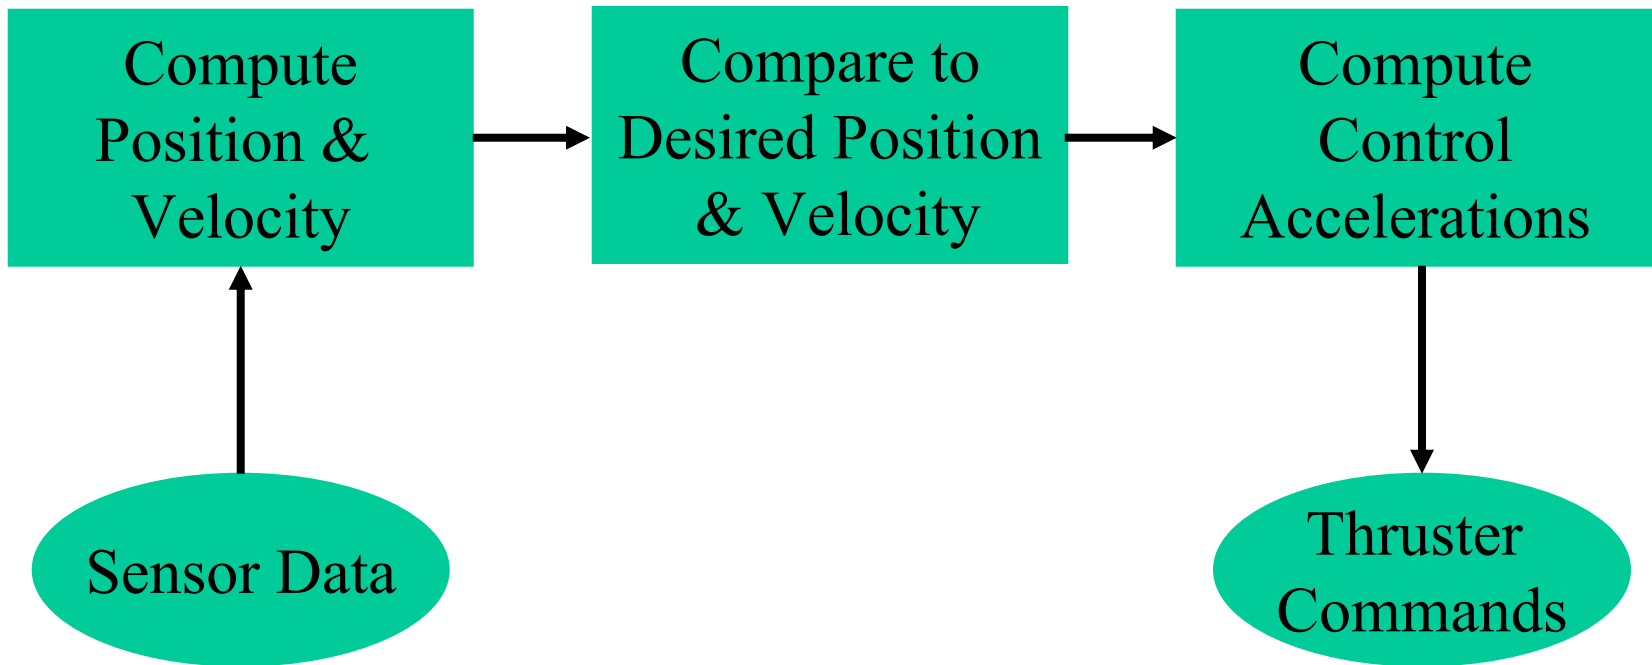 Compute
Position &
Velocity
Compare to
Desired Position
& Velocity
Compute
Control
Accelerations
Sensor Data
Thruster
Commands